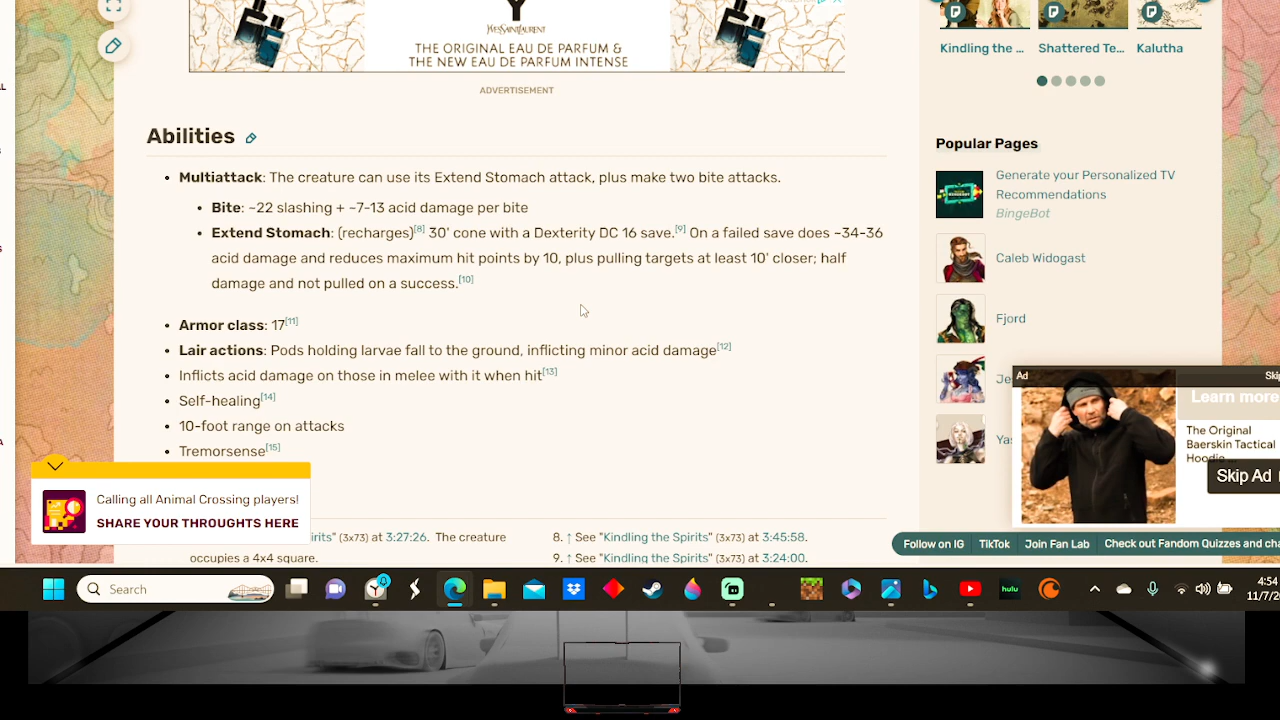 Y
YVESSAINTLAURENT
THE ORIGINAL EAU DE PARFUM &
THE NEW EAU DE PARFUM INTENSE
ADVERTISEMENT
Abilities
Multiattack: The creature can use its Extend Stomach attack, plus make two bite attacks.
Bite: ~22 slashing + ~7-13 acid damage per bite
Extend Stomach: (recharges)[8] 30' cone with a Dexterity DC 16 save.[9] On a failed save does ~34-36
acid damage and reduces maximum hit points by 10, plus pulling targets at least 10' closer; half
damage and not pulled on a success.[10]
Armor class: 17[11]
Lair actions: Pods holding larvae fall to the ground, inflicting minor acid damage[12]
Inflicts acid damage on those in melee with it when hit[13]
Self-healing[14]
10-foot range on attacks
Tremorsense[15]
Calling all Animal Crossing players!
SHARE YOUR THROUGHTS HERE
irits" (3x73) at 3:27:26. The creature
occupies a 4x4 square.
8. ↑ See "Kindling the Spirits" (3x73) at 3:45:58.
9. ↑ See "Kindling the Spirits" (3x73) at 3:24:00.
Kindling the ... Shattered Te... Kalutha
Popular Pages
Generate your Personalized TV
Recommendations
BingeBot
Caleb Widogast
Fjord
Je
Yas
Ad
Ski
Learn more
The Original
Baerskin Tactical
Hoodie
Skip Ad
Follow on IG TikTok Join Fan Lab Check out Fandom Quizzes and cha
Search
hulu
4:54
11/7/20